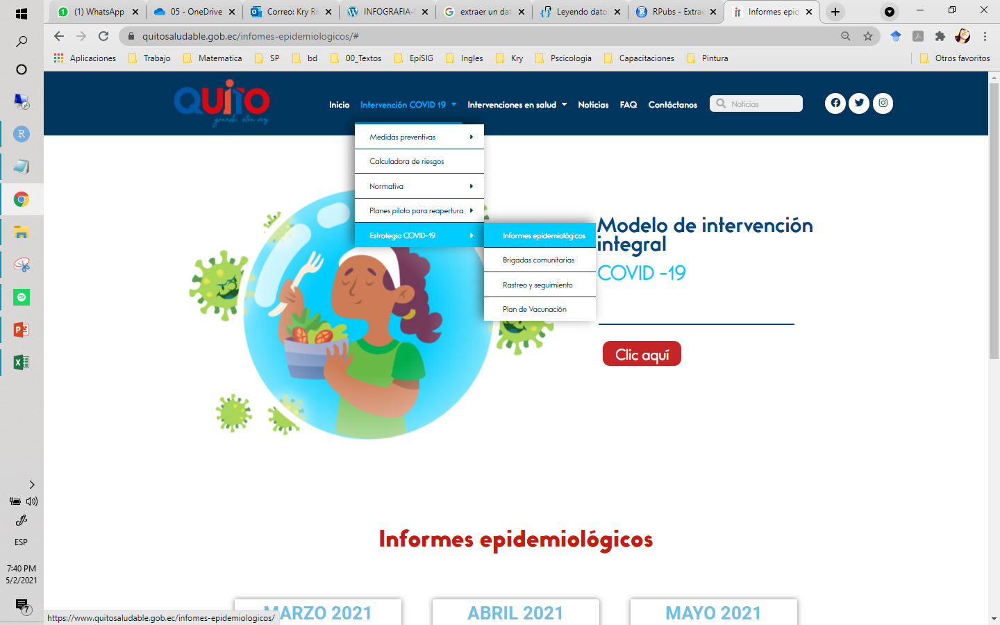 (1) WhatsApp
05 - OneDrive
Correo: Kry Ri
INFOGRAFIA-
extraer un dat
Leyendo dato
RPubs - Extrae
Informes epid
quitosaludable.gob.ec/infomes-epidemiologicos/#
Aplicaciones
Trabajo
Matematica
SP
bd
00_Textos
EpiSIG
Ingles
Kry
Pscicologia
Capacitaciones
Pintura
Otros favoritos
QUITO
grande otra vez
Inicio
Intervención COVID 19
Intervenciones en salud
Noticias
FAQ
Contáctanos
Noticias
Medidas preventivas
Calculadora de riesgos
Normativa
Planes piloto para reapertura
Estrategia COVID-19
Informes epidemiológicos
Brigadas comunitarias
Rastreo y seguimiento
Plan de Vacunación
Modelo de intervención
integral
COVID -19
Clic aquí
Informes epidemiológicos
MARZO 2021
ABRIL 2021
MAYO 2021
ESP
7:40 PM
5/2/2021
7
https://www.quitosaludable.gob.ec/infomes-epidemiologicos/